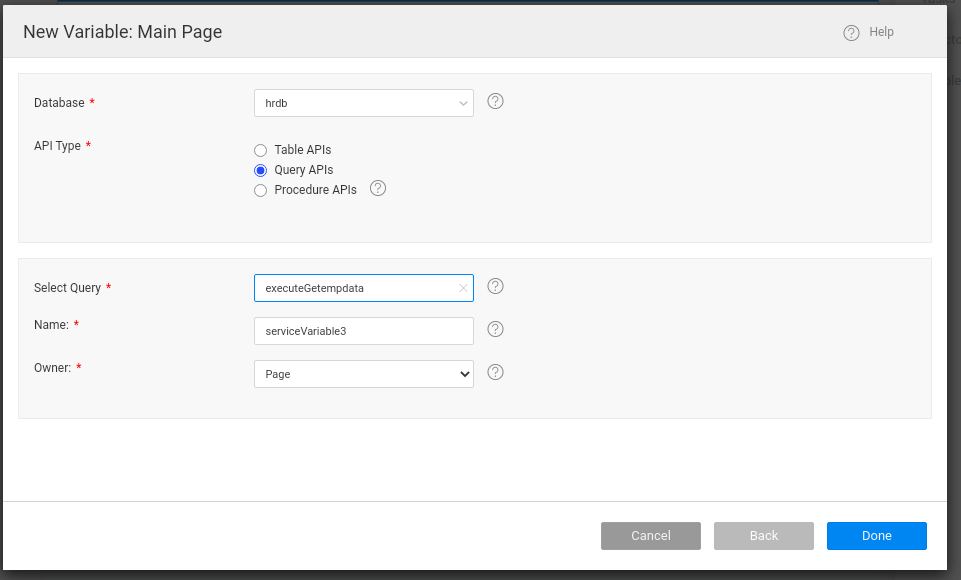 New Variable: Main Page
Help
Database *
hrdb
API Type *
Table APIs
Query APIs
Procedure APIs
Select Query *
executeGetempdata
Name: *
serviceVariable3
Owner: *
Page
Cancel
Back
Done